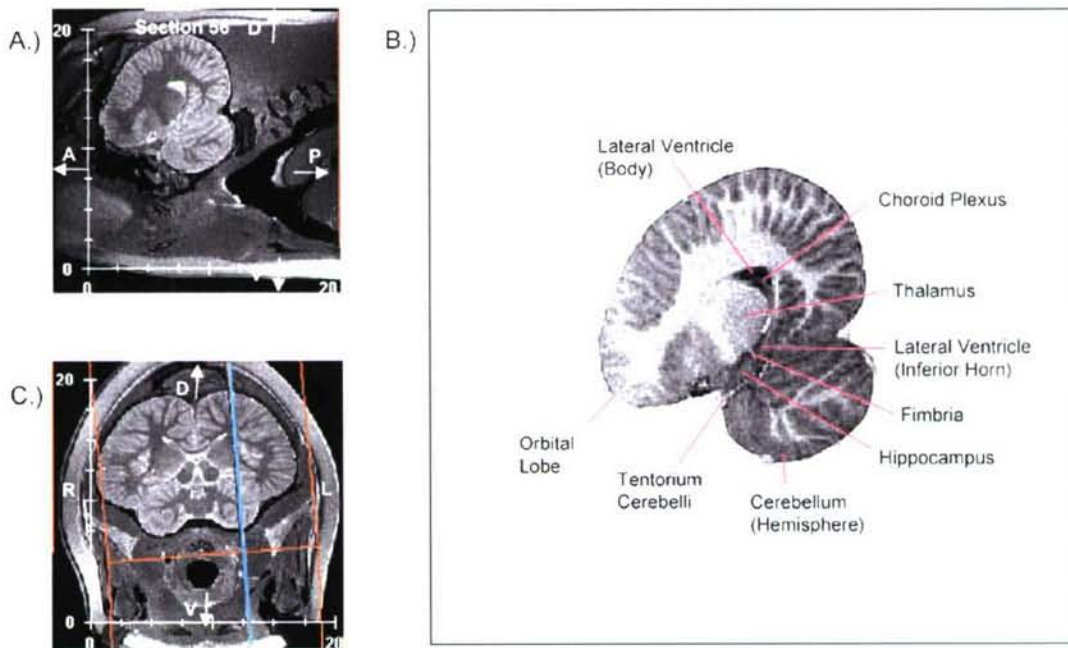 A.)
20
Section 56
D
A
P
0
V
0
20
B.)
Lateral Ventricle
(Body)
Choroid Plexus
Thalamus
Lateral Ventricle
(Inferior Horn)
Fimbria
Hippocampus
Orbital
Lobe
Tentorium
Cerebelli
Cerebellum
(Hemisphere)
C.)
20
D
R
L
V
0
0
20